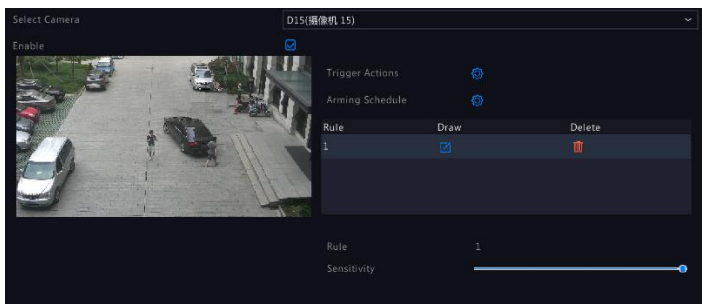 Select Camera D15(摄像机 15)
Enable
Trigger Actions
Arming Schedule
Rule Draw Delete
1
Rule 1
Sensitivity